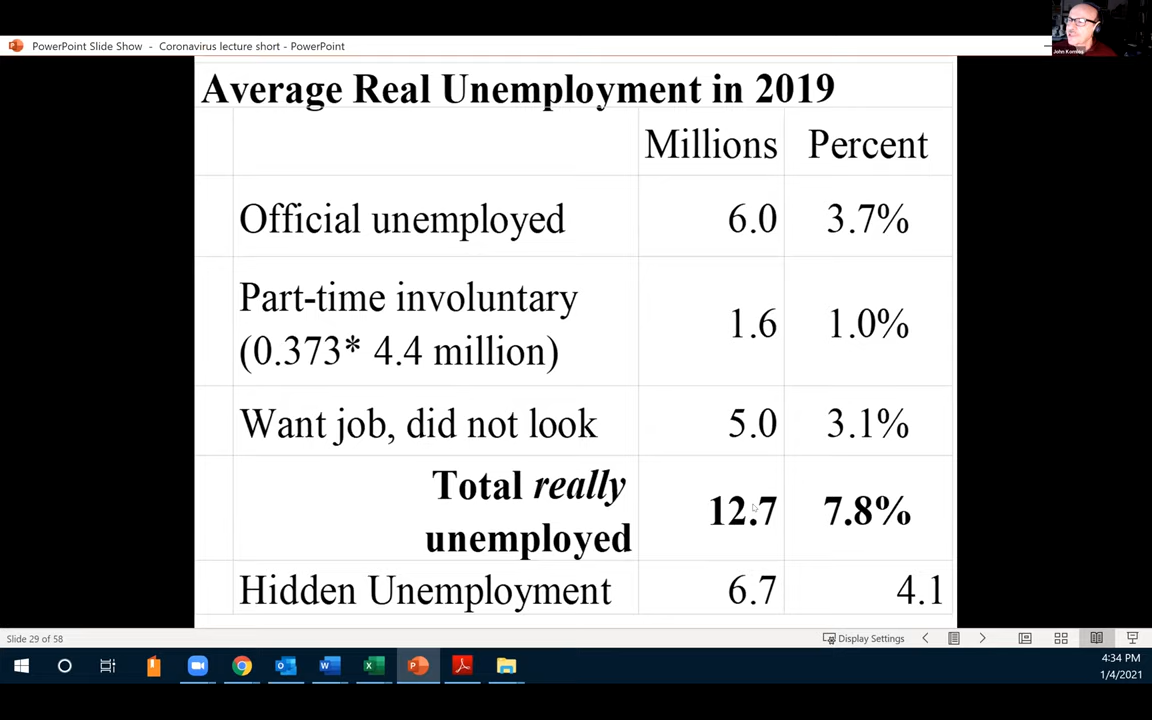 PowerPoint Slide Show - Coronavirus lecture short - PowerPoint
Average Real Unemployment in 2019
Millions Percent
Official unemployed 6.0 3.7%
Part-time involuntary
(0.373* 4.4 million) 1.6 1.0%
Want job, did not look 5.0 3.1%
Total really
unemployed 12.7 7.8%
Hidden Unemployment 6.7 4.1
Slide 29 of 58
Display Settings
4:34 PM
1/4/2021